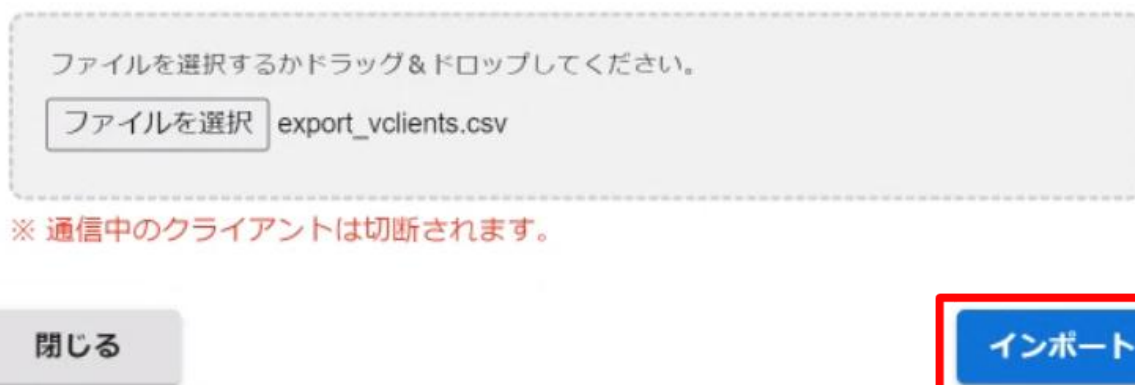 ファイルを選択するかドラッグ＆ドロップしてください。
ファイルを選択 export_vclients.csv
※ 通信中のクライアントは切断されます。
閉じる インポート